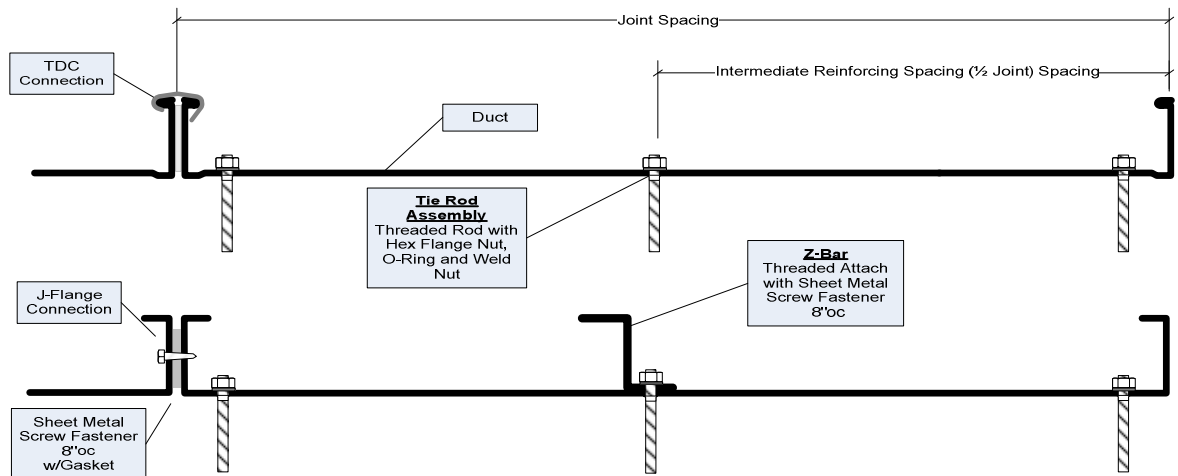 Joint Spacing
TDC
Connection
Intermediate Reinforcing Spacing (½ Joint) Spacing
Duct
Tie Rod
Assembly
Threaded Rod with
Hex Flange Nut,
O-Ring and Weld
Nut
Z-Bar
Threaded Attach
with Sheet Metal
Screw Fastener
8"oc
J-Flange
Connection
Sheet Metal
Screw Fastener
8"oc
w/Gasket